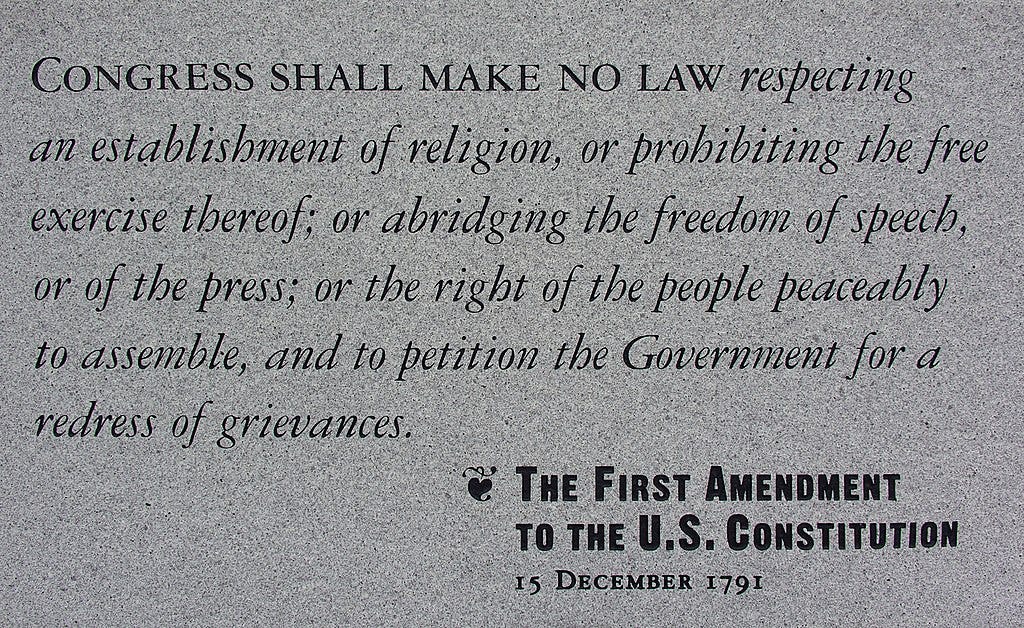 CONGRESS SHALL MAKE NO LAW respecting
an establishment of religion, or prohibiting the free
exercise thereof; or abridging the freedom of speech,
or of the press; or the right of the people peaceably
to assemble, and to petition the Government for a
redress of grievances.
❦ THE FIRST AMENDMENT
TO THE U.S. CONSTITUTION
15 DECEMBER 1791